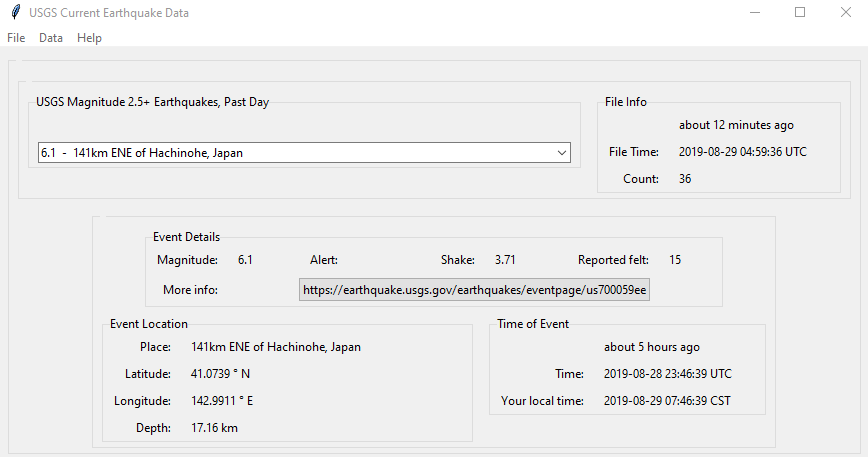 USGS Current Earthquake Data
File Data Help
USGS Magnitude 2.5+ Earthquakes, Past Day
6.1 - 141km ENE of Hachinohe, Japan
File Info
about 12 minutes ago
File Time: 2019-08-29 04:59:36 UTC
Count: 36
Event Details
Magnitude: 6.1 Alert: Shake: 3.71 Reported felt: 15
More info: https://earthquake.usgs.gov/earthquakes/eventpage/us700059ee
Event Location
Place: 141km ENE of Hachinohe, Japan
Latitude: 41.0739 ° N
Longitude: 142.9911 ° E
Depth: 17.16 km
Time of Event
about 5 hours ago
Time: 2019-08-28 23:46:39 UTC
Your local time: 2019-08-29 07:46:39 CST